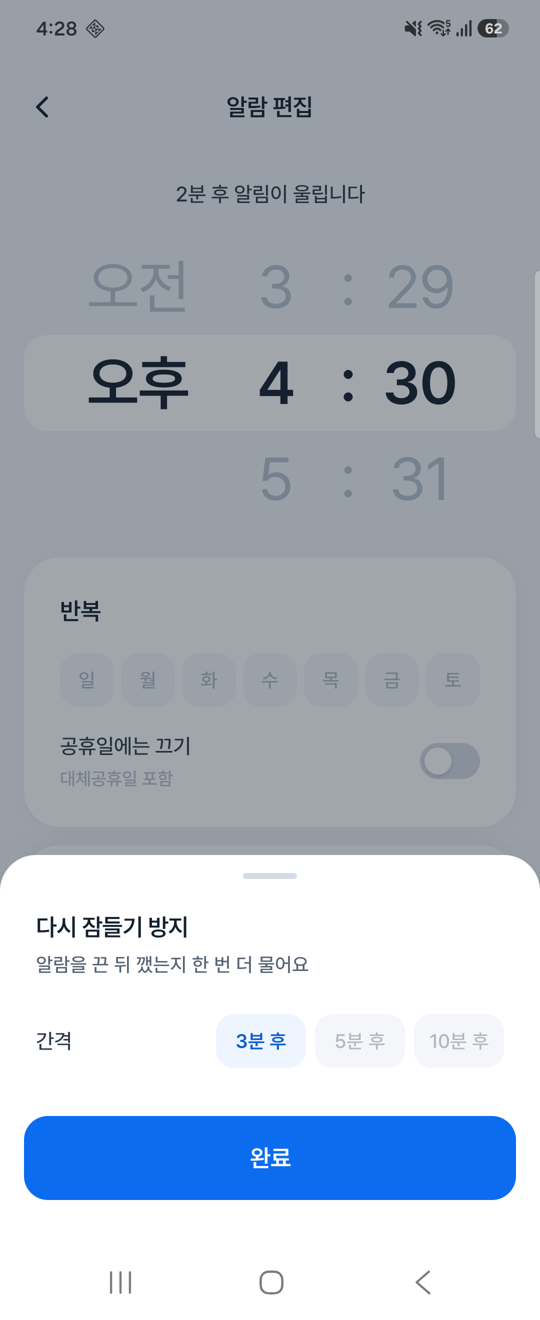 4:28
5
62
알람 편집
2분 후 알림이 울립니다
오전 3 : 29
오후 4 : 30
5 : 31
반복
일 월 화 수 목 금 토
공휴일에는 끄기
대체공휴일 포함
다시 잠들기 방지
알람을 끈 뒤 깼는지 한 번 더 물어요
간격 3분 후 5분 후 10분 후
완료